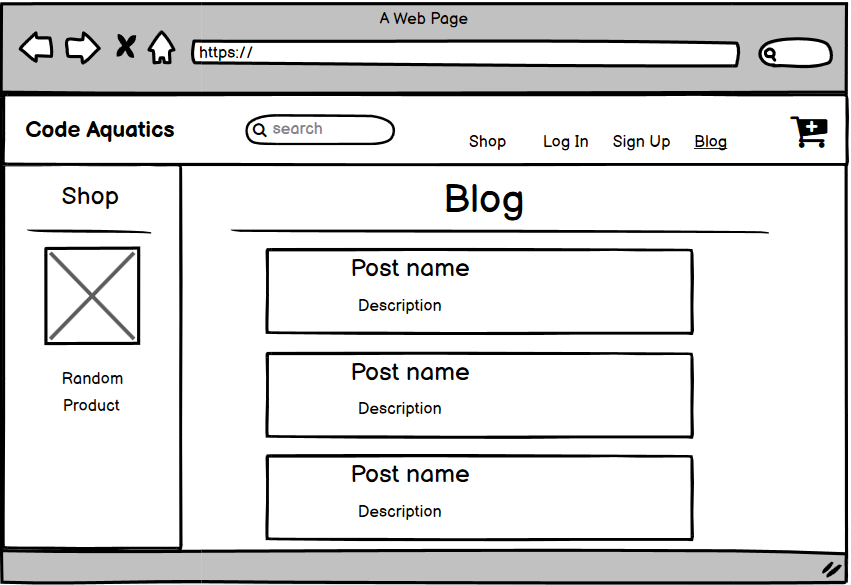 A Web Page
https://
Code Aquatics
search
Shop
Log In
Sign Up
Blog
Shop
Random
Product
Blog
Post name
Description
Post name
Description
Post name
Description